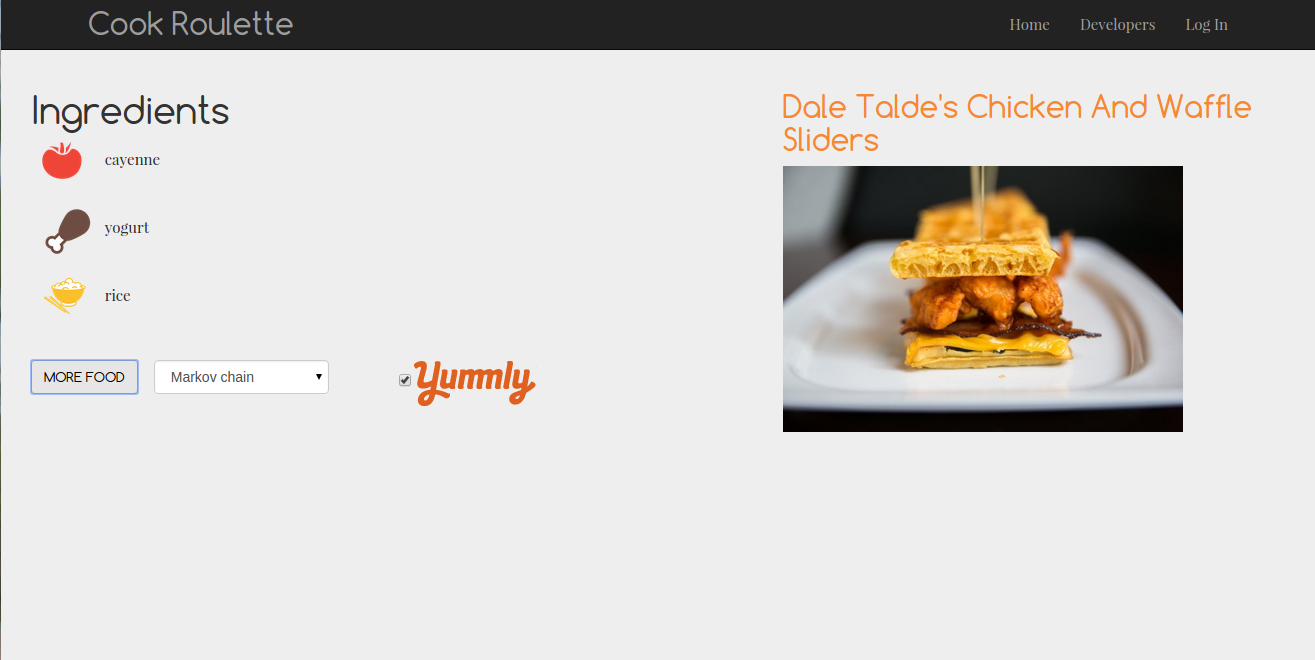 Cook Roulette
Home
Developers
Log In
Ingredients
cayenne
yogurt
rice
MORE FOOD
Markov chain
Yummly
Dale Talde's Chicken And Waffle
Sliders